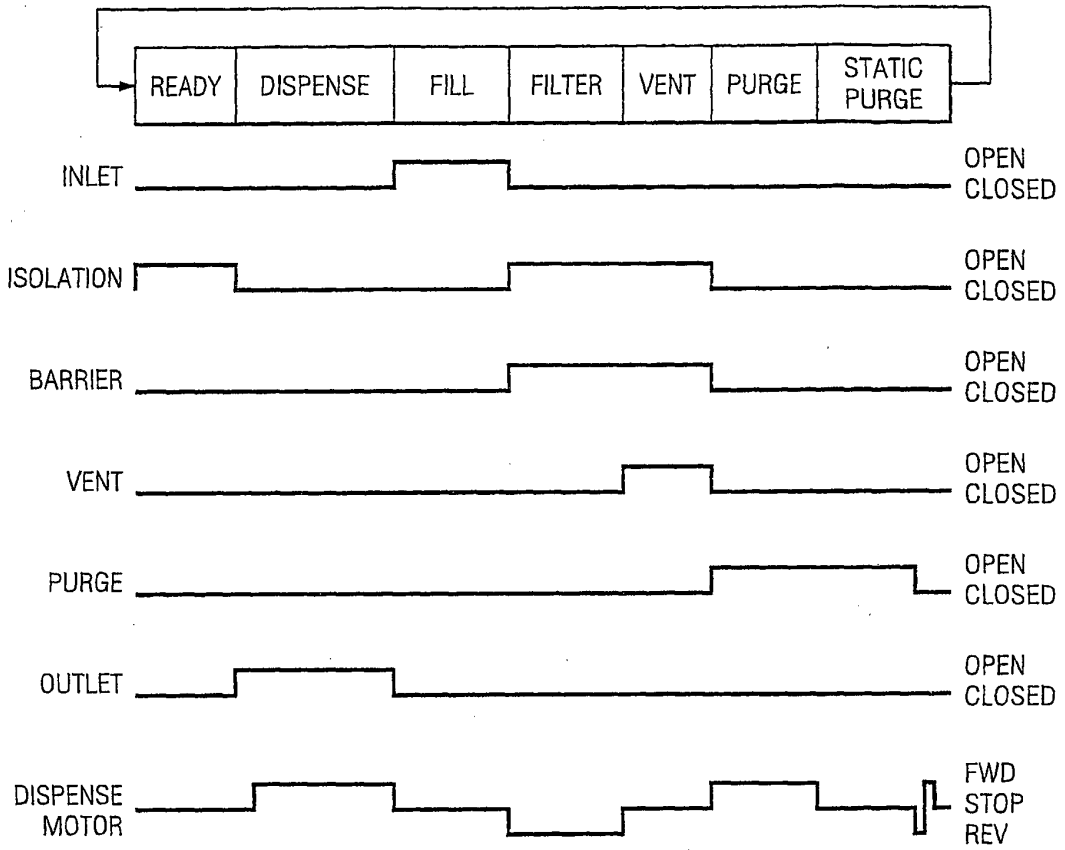 READY DISPENSE FILL FILTER VENT PURGE STATIC PURGE
INLET OPEN CLOSED
ISOLATION OPEN CLOSED
BARRIER OPEN CLOSED
VENT OPEN CLOSED
PURGE OPEN CLOSED
OUTLET OPEN CLOSED
DISPENSE MOTOR FWD STOP REV